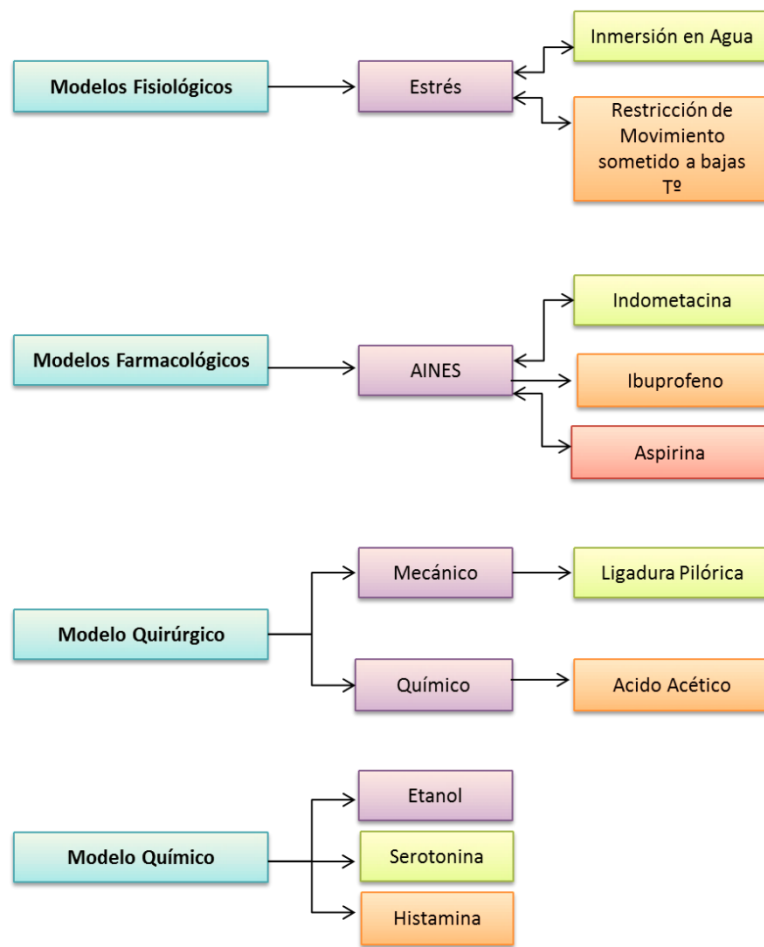 Modelos Fisiológicos
Estrés
Inmersión en Agua
Restricción de
Movimiento
sometido a bajas
Tº
Modelos Farmacológicos
AINES
Indometacina
Ibuprofeno
Aspirina
Modelo Quirúrgico
Mecánico
Ligadura Pilórica
Químico
Acido Acético
Modelo Químico
Etanol
Serotonina
Histamina